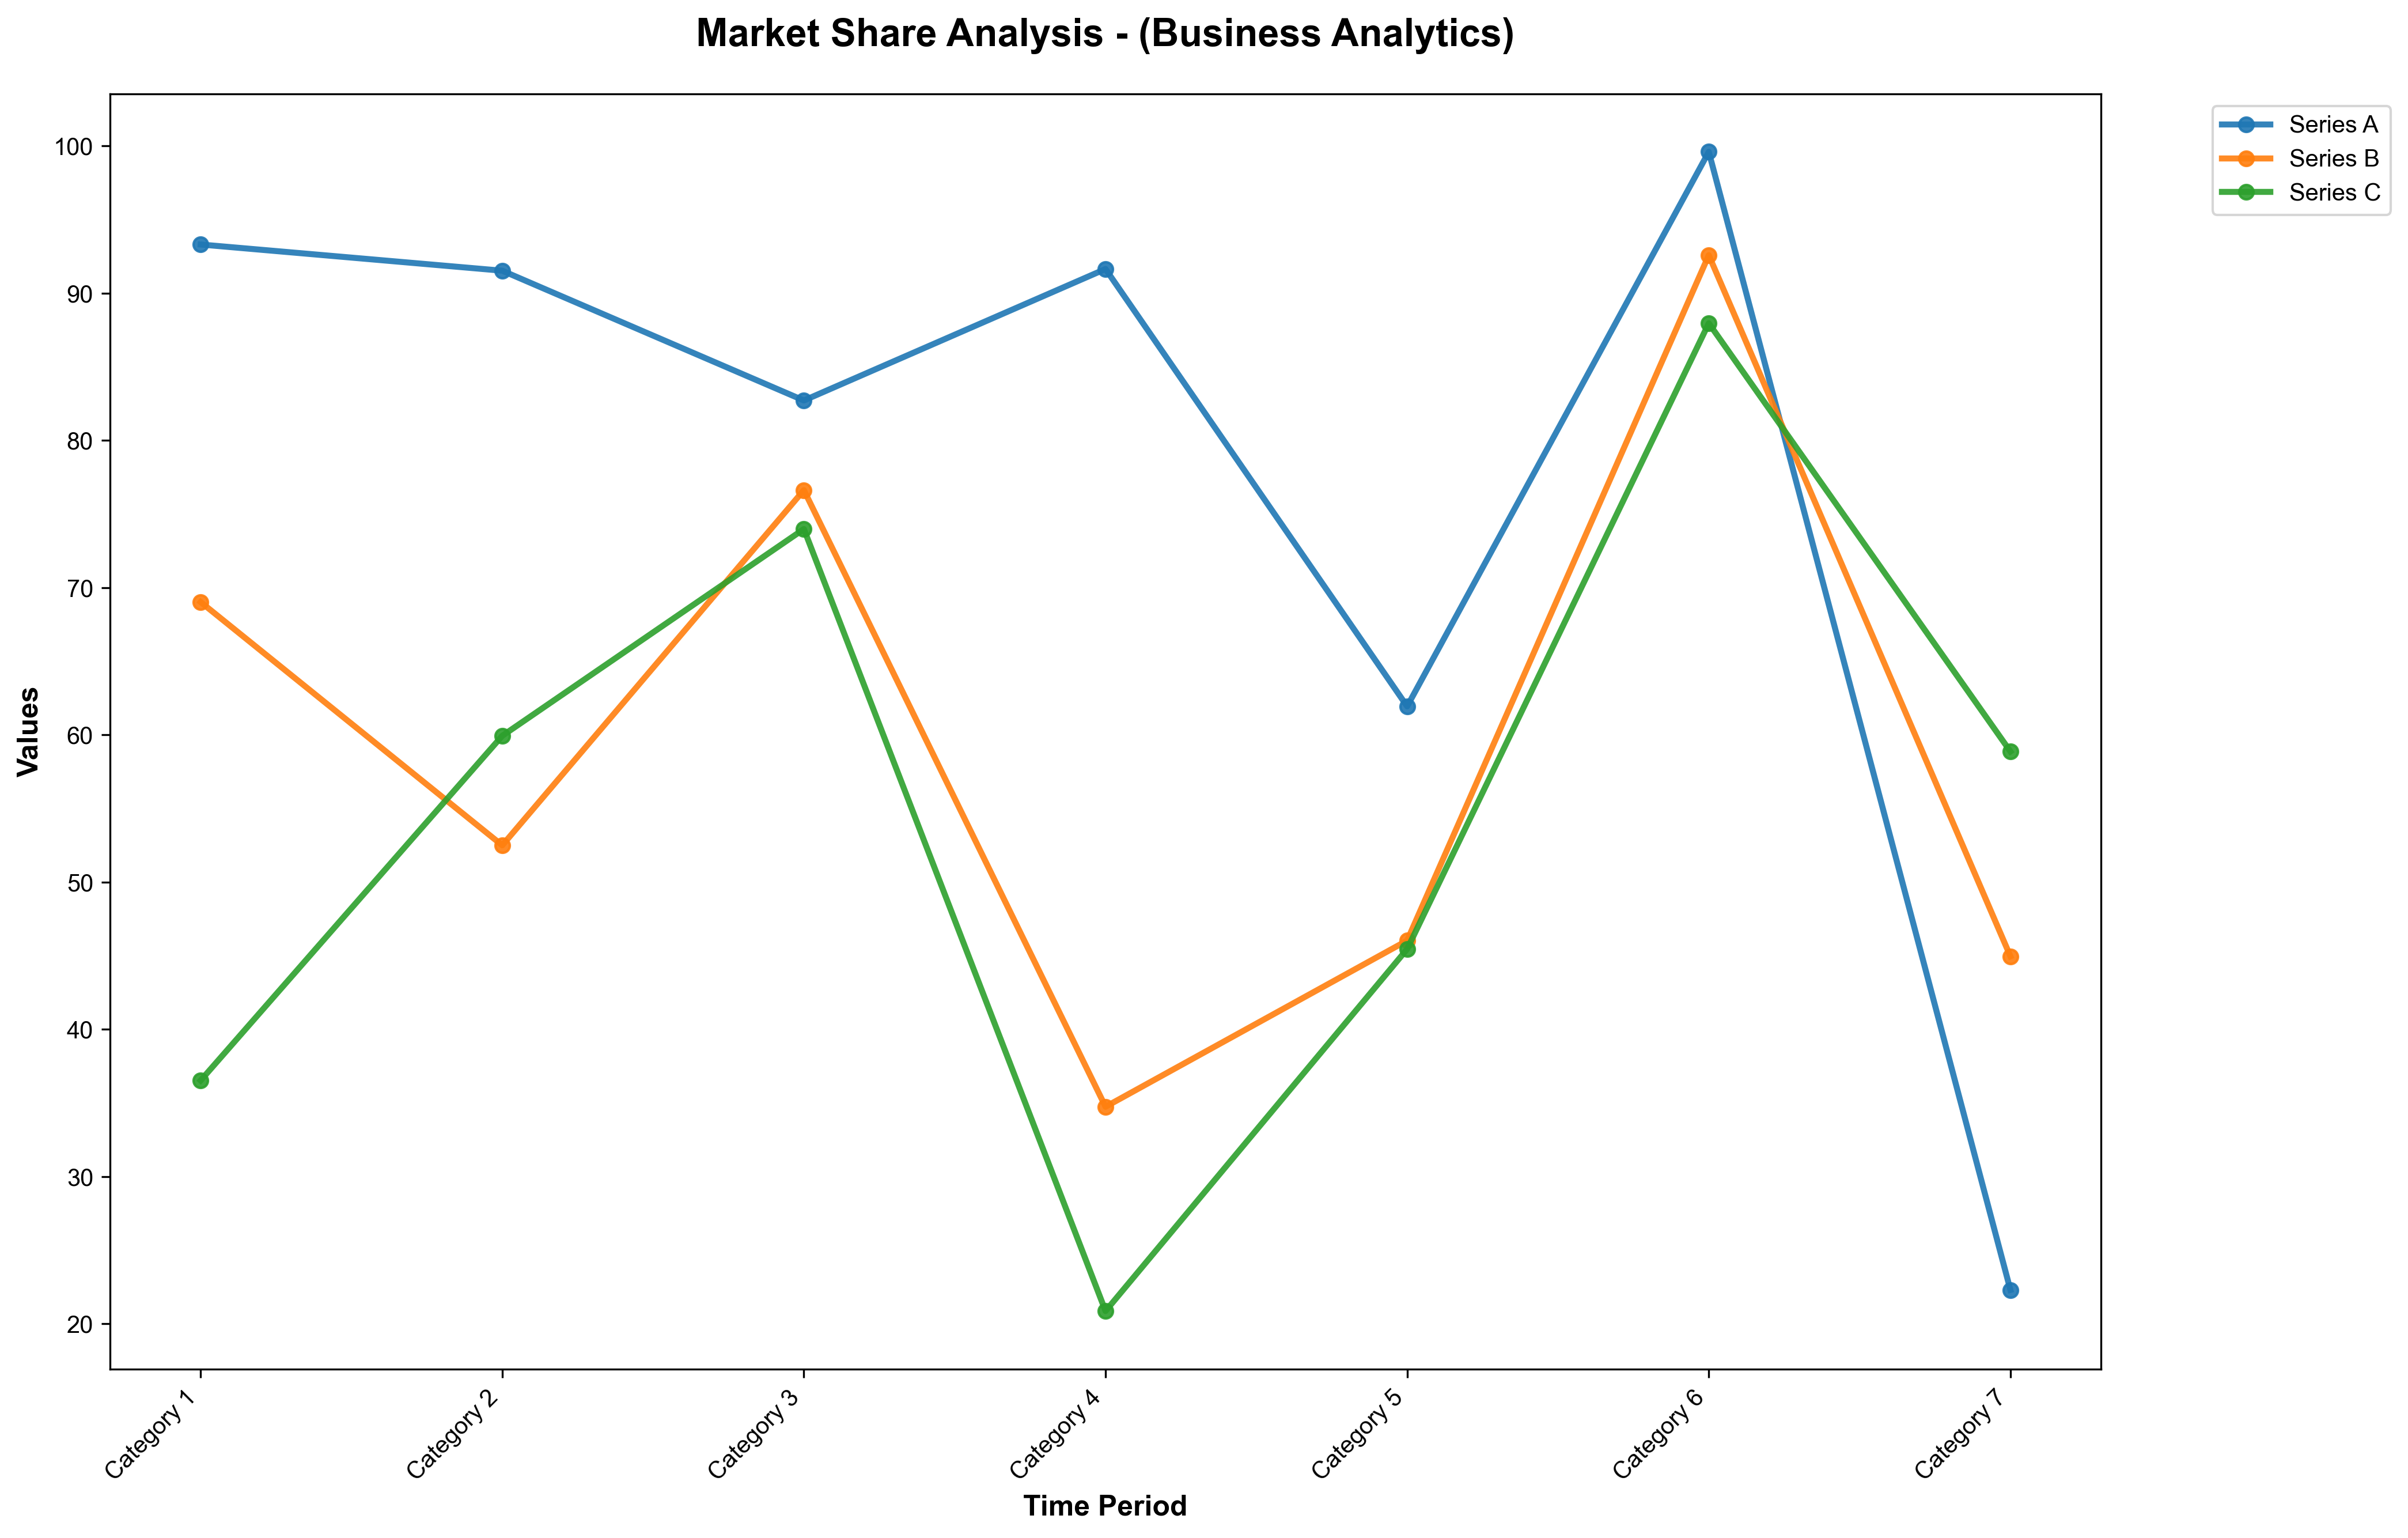 Market Share Analysis - (Business Analytics)
Series A
Series B
Series C
Values
100
90
80
70
60
50
40
30
20
Category 1
Category 2
Category 3
Category 4
Category 5
Category 6
Category 7
Time Period